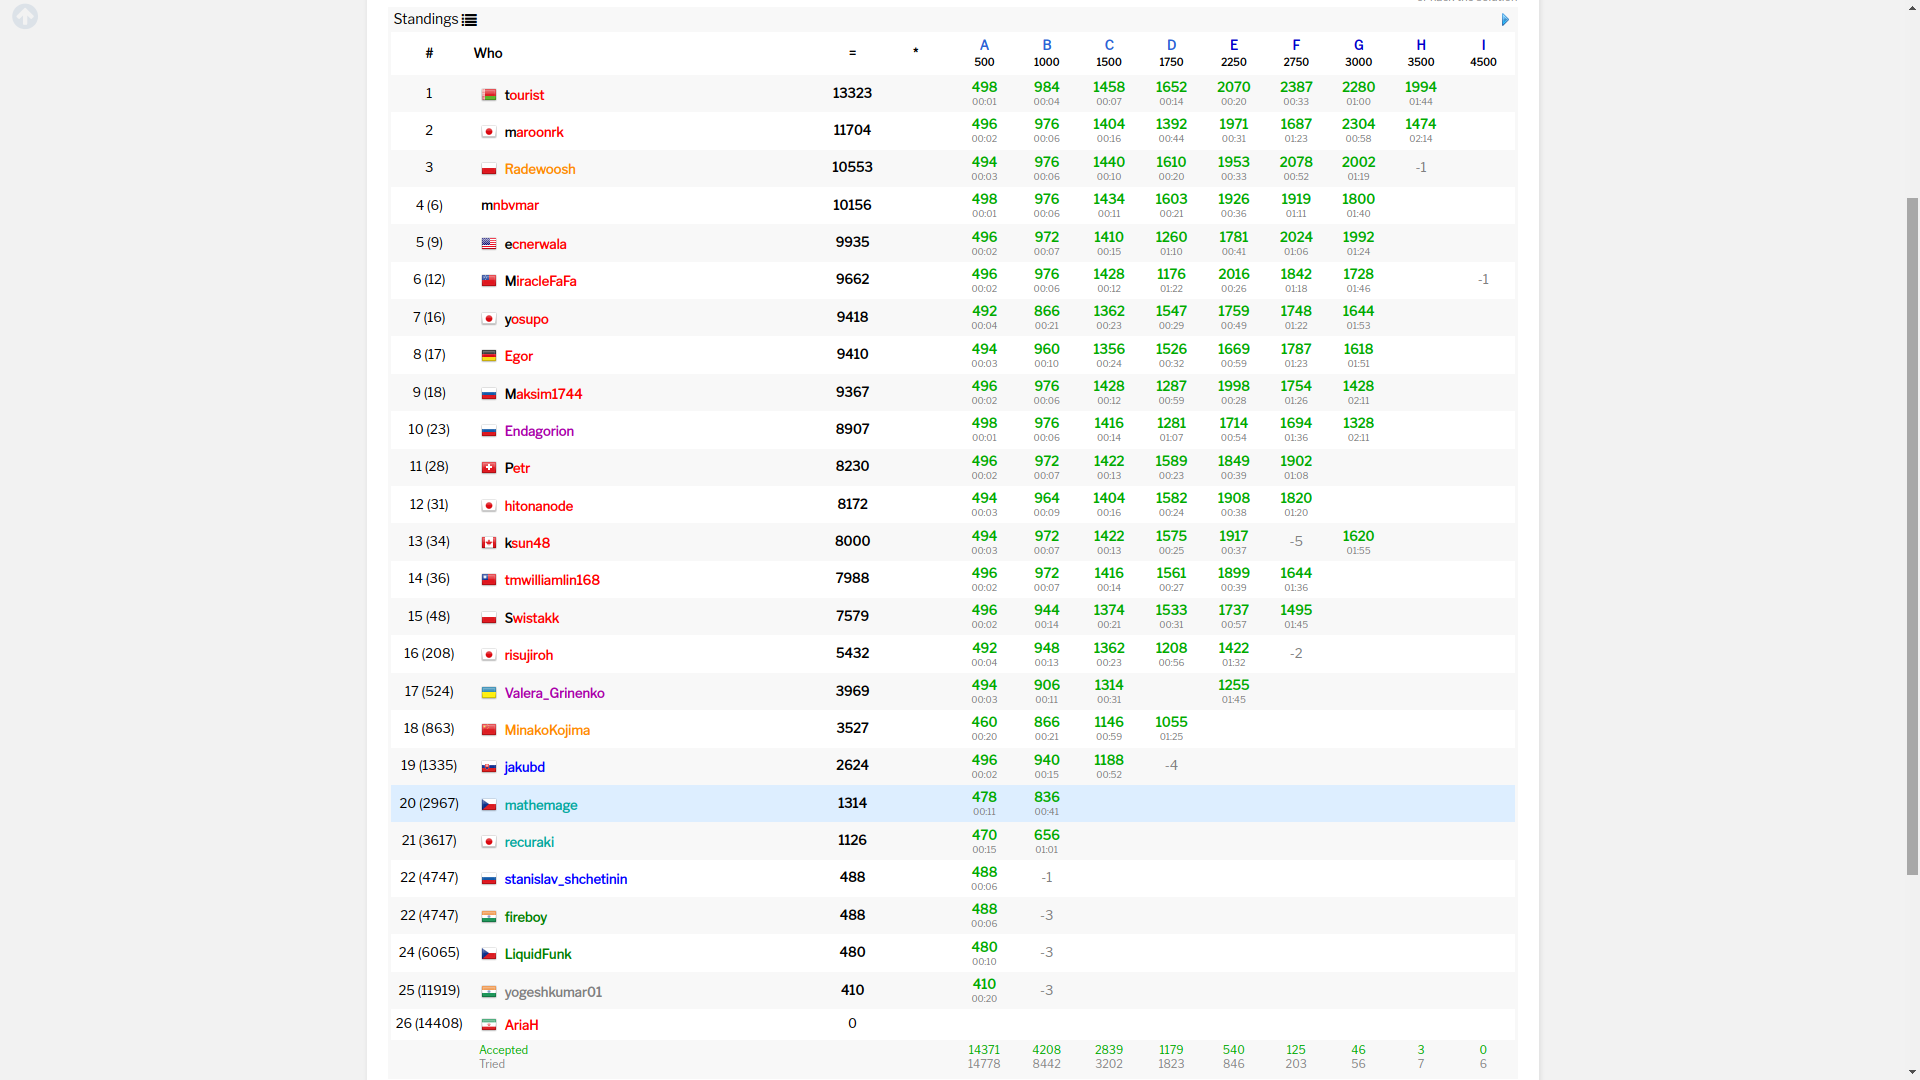 Standings
# Who = * A B C D E F G H I
500 1000 1500 1750 2250 2750 3000 3500 4500
1 tourist 13323 498 984 1458 1652 2070 2387 2280 1994
00:01 00:04 00:07 00:14 00:20 00:33 01:00 01:44
2 maroonrk 11704 496 976 1404 1392 1971 1687 2304 1474
00:02 00:06 00:16 00:44 00:31 01:23 00:58 02:14
3 Radewoosh 10553 494 976 1440 1610 1953 2078 2002 -1
00:03 00:06 00:10 00:20 00:33 00:52 01:19
4 (6) mnbvmar 10156 498 976 1434 1603 1926 1919 1800
00:01 00:06 00:11 00:21 00:36 01:11 01:40
5 (9) ecnerwala 9935 496 972 1410 1260 1781 2024 1992
00:02 00:07 00:15 01:10 00:41 01:06 01:24
6 (12) MiracleFaFa 9662 496 976 1428 1176 2016 1842 1728 -1
00:02 00:06 00:12 01:22 00:26 01:18 01:46
7 (16) yosupo 9418 492 866 1362 1547 1759 1748 1644
00:04 00:21 00:23 00:29 00:49 01:22 01:53
8 (17) Egor 9410 494 960 1356 1526 1669 1787 1618
00:03 00:10 00:24 00:32 00:59 01:23 01:51
9 (18) Maksim1744 9367 496 976 1428 1287 1998 1754 1428
00:02 00:06 00:12 00:59 00:28 01:26 02:11
10 (23) Endagorion 8907 498 976 1416 1281 1714 1694 1328
00:01 00:06 00:14 01:07 00:54 01:36 02:11
11 (28) Petr 8230 496 972 1422 1589 1849 1902
00:02 00:07 00:13 00:23 00:39 01:08
12 (31) hitonanode 8172 494 964 1404 1582 1908 1820
00:03 00:09 00:16 00:24 00:38 01:20
13 (34) ksun48 8000 494 972 1422 1575 1917 -5 1620
00:03 00:07 00:13 00:25 00:37 01:55
14 (36) tmwilliamlin168 7988 496 972 1416 1561 1899 1644
00:02 00:07 00:14 00:27 00:39 01:36
15 (48) Swistakk 7579 496 944 1374 1533 1737 1495
00:02 00:14 00:21 00:31 00:57 01:45
16 (208) risujiroh 5432 492 948 1362 1208 1422 -2
00:04 00:13 00:23 00:56 01:32
17 (524) Valera_Grinenko 3969 494 906 1314 1255
00:03 00:11 00:31 01:45
18 (863) MinakoKojima 3527 460 866 1146 1055
00:20 00:21 00:59 01:25
19 (1335) jakubd 2624 496 940 1188 -4
00:02 00:15 00:52
20 (2967) mathemage 1314 478 836
00:11 00:41
21 (3617) recuraki 1126 470 656
00:15 01:01
22 (4747) stanislav_shchetinin 488 488 -1
00:06
22 (4747) fireboy 488 488 -3
00:06
24 (6065) LiquidFunk 480 480 -3
00:10
25 (11919) yogeshkumar01 410 410 -3
00:20
26 (14408) AriaH 0
Accepted 14371 4208 2839 1179 540 125 46 3 0
Tried 14778 8442 3202 1823 846 203 56 7 6